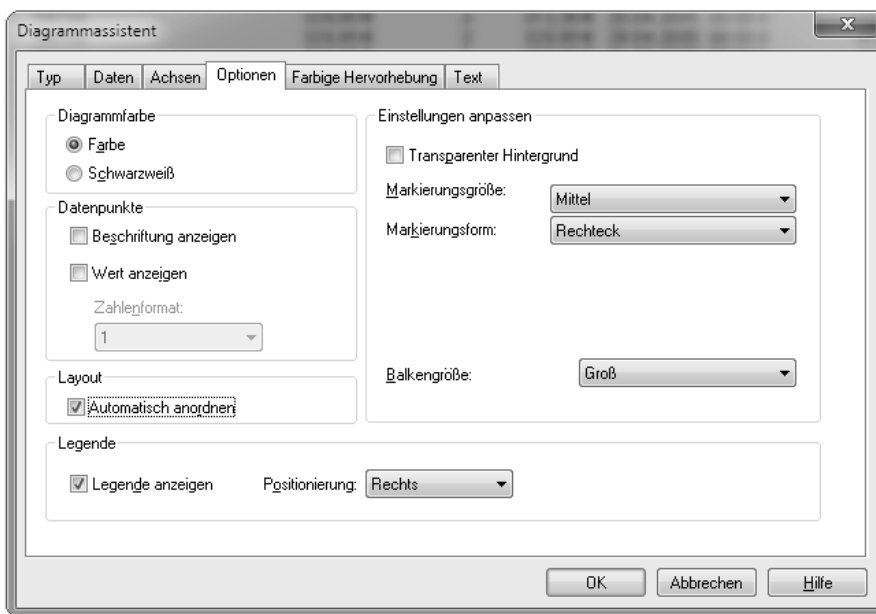 Diagrammassistent
Typ Daten Achsen Optionen Farbige Hervorhebung Text
Diagrammfarbe
Farbe
Schwarzweiß
Datenpunkte
Beschriftung anzeigen
Wert anzeigen
Zahlenformat:
1
Layout
Automatisch anordnen
Einstellungen anpassen
Transparenter Hintergrund
Markierungsgröße: Mittel
Markierungsform: Rechteck
Balkengröße: Groß
Legende
Legende anzeigen Positionierung: Rechts
OK Abbrechen Hilfe